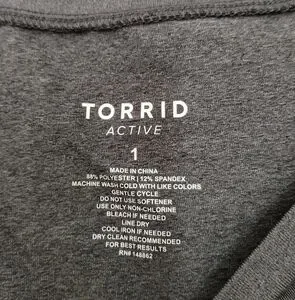 TORRID
ACTIVE
1
MADE IN CHINA
88% POLYESTER | 12% SPANDEX
MACHINE WASH COLD WITH LIKE COLORS
GENTLE CYCLE
DO NOT USE SOFTENER
USE ONLY NON-CHLORINE
BLEACH IF NEEDED
LINE DRY
COOL IRON IF NEEDED
DRY CLEAN RECOMMENDED
FOR BEST RESULTS
RN# 148862